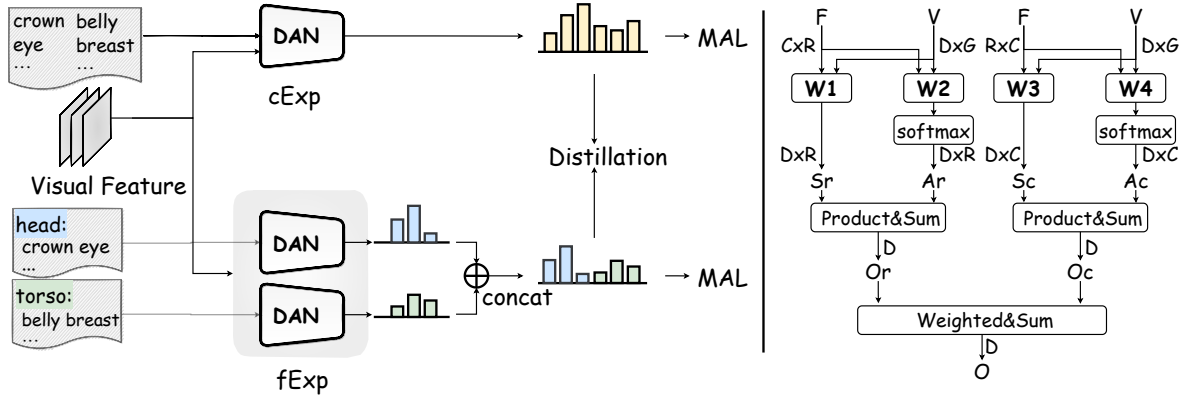 crown belly
eye breast
... ...
DAN
cExp
MAL
Visual Feature
Distillation
head:
crown eye
...
torso:
belly breast
...
DAN
DAN
fExp
concat
MAL
F V F V
CxR DxG RxC DxG
W1 W2 W3 W4
softmax softmax
DxR DxR DxC DxC
Sr Ar Sc Ac
Product&Sum Product&Sum
D D
Or Oc
Weighted&Sum
D
O